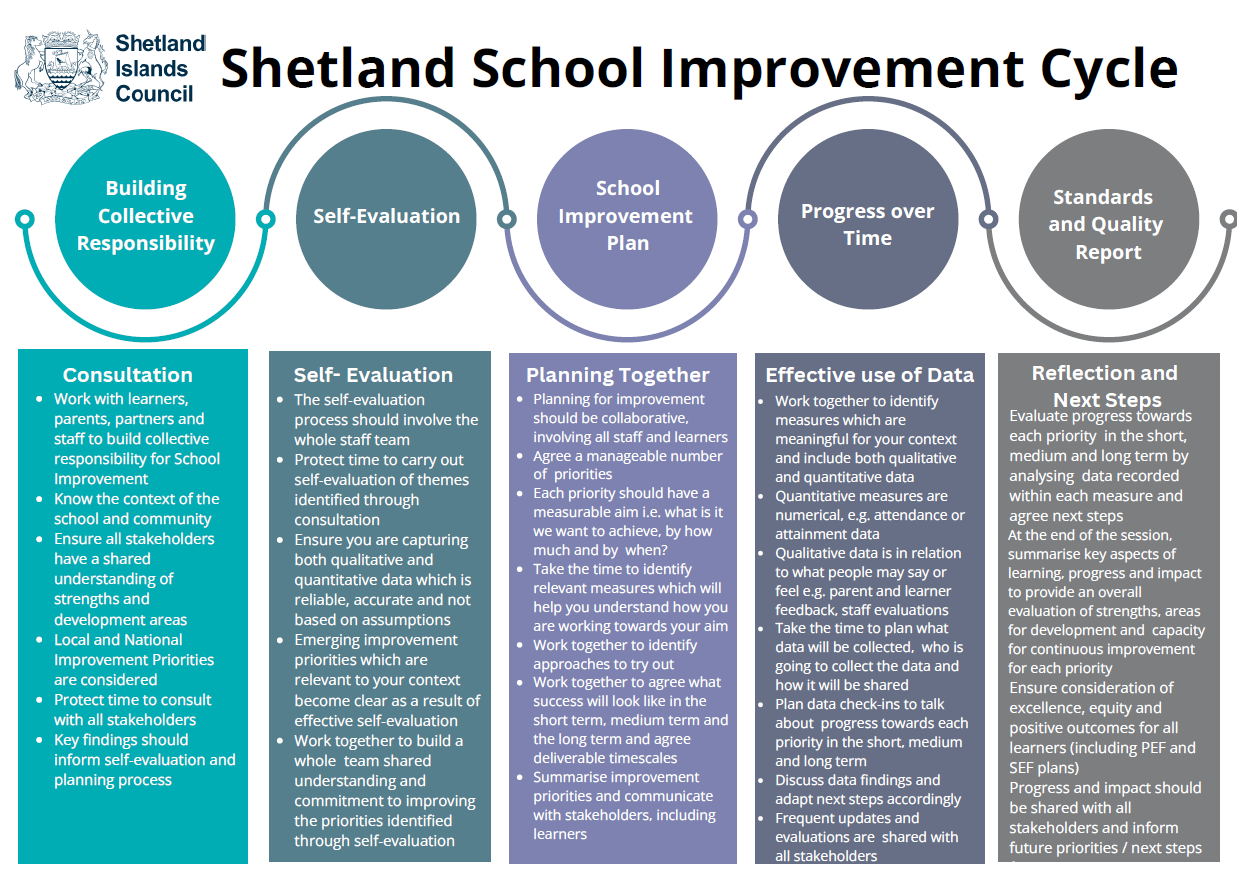 Shetland
Islands
Council
Shetland School Improvement Cycle
Building
Collective
Responsibility
Self-Evaluation
School
Improvement
Plan
Progress over
Time
Standards
and Quality
Report
Consultation
• Work with learners,
parents, partners and
staff to build collective
responsibility for School
Improvement
• Know the context of the
school and community
• Ensure all stakeholders
have a shared
understanding of
strengths and
development areas
• Local and National
Improvement Priorities
are considered
• Protect time to consult
with all stakeholders
• Key findings should
inform self-evaluation and
planning process
Self- Evaluation
• The self-evaluation
process should involve the
whole staff team
• Protect time to carry out
self-evaluation of themes
identified through
consultation
• Ensure you are capturing
both qualitative and
quantitative data which is
reliable, accurate and not
based on assumptions
• Emerging improvement
priorities which are
relevant to your context
become clear as a result of
effective self-evaluation
• Work together to build a
whole team shared
understanding and
commitment to improving
the priorities identified
through self-evaluation
Planning Together
• Planning for improvement
should be collaborative,
involving all staff and learners
• Agree a manageable number
of priorities
• Each priority should have a
measurable aim i.e. what is it
we want to achieve, by how
much and by when?
• Take the time to identify
relevant measures which will
help you understand how you
are working towards your aim
• Work together to identify
approaches to try out
• Work together to agree what
success will look like in the
short term, medium term and
the long term and agree
deliverable timescales
• Summarise improvement
priorities and communicate
with stakeholders, including
learners
Effective use of Data
• Work together to identify
measures which are
meaningful for your context
and include both qualitative
and quantitative data
• Quantitative measures are
numerical, e.g. attendance or
attainment data
• Qualitative data is in relation
to what people may say or
feel e.g. parent and learner
feedback, staff evaluations
• Take the time to plan what
data will be collected, who is
going to collect the data and
how it will be shared
• Plan data check-ins to talk
about progress towards each
priority in the short, medium
and long term
• Discuss data findings and
adapt next steps accordingly
• Frequent updates and
evaluations are shared with
all stakeholders
Reflection and
Next Steps
Evaluate progress towards
each priority in the short,
medium and long term by
analysing data recorded
within each measure and
agree next steps
At the end of the session,
summarise key aspects of
learning, progress and impact
to provide an overall
evaluation of strengths, areas
for development and capacity
for continuous improvement
for each priority
Ensure consideration of
excellence, equity and
positive outcomes for all
learners (including PEF and
SEF plans)
Progress and impact should
be shared with all
stakeholders and inform
future priorities / next steps